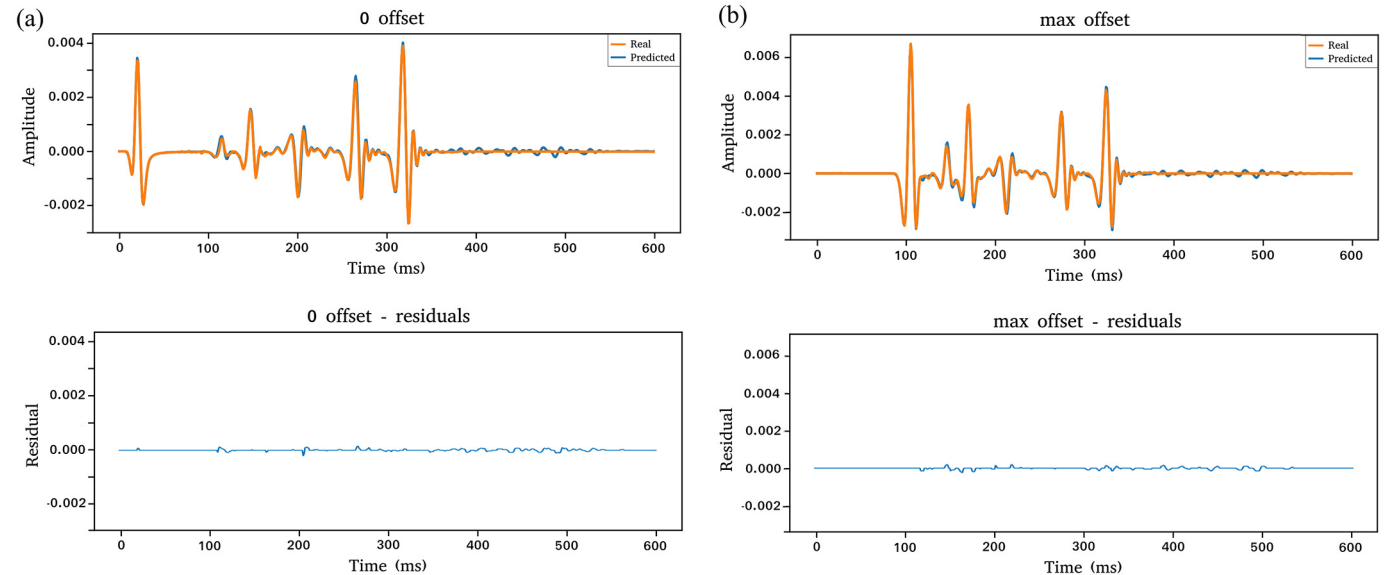 (a)
0 offset
Real
Predicted
Amplitude
0.004
0.002
0.000
-0.002
0 100 200 300 400 500 600
Time (ms)
0 offset - residuals
Residual
0.004
0.002
0.000
-0.002
0 100 200 300 400 500 600
Time (ms)
(b)
max offset
Real
Predicted
Amplitude
0.006
0.004
0.002
0.000
-0.002
0 100 200 300 400 500 600
Time (ms)
max offset - residuals
Residual
0.006
0.004
0.002
0.000
-0.002
0 100 200 300 400 500 600
Time (ms)